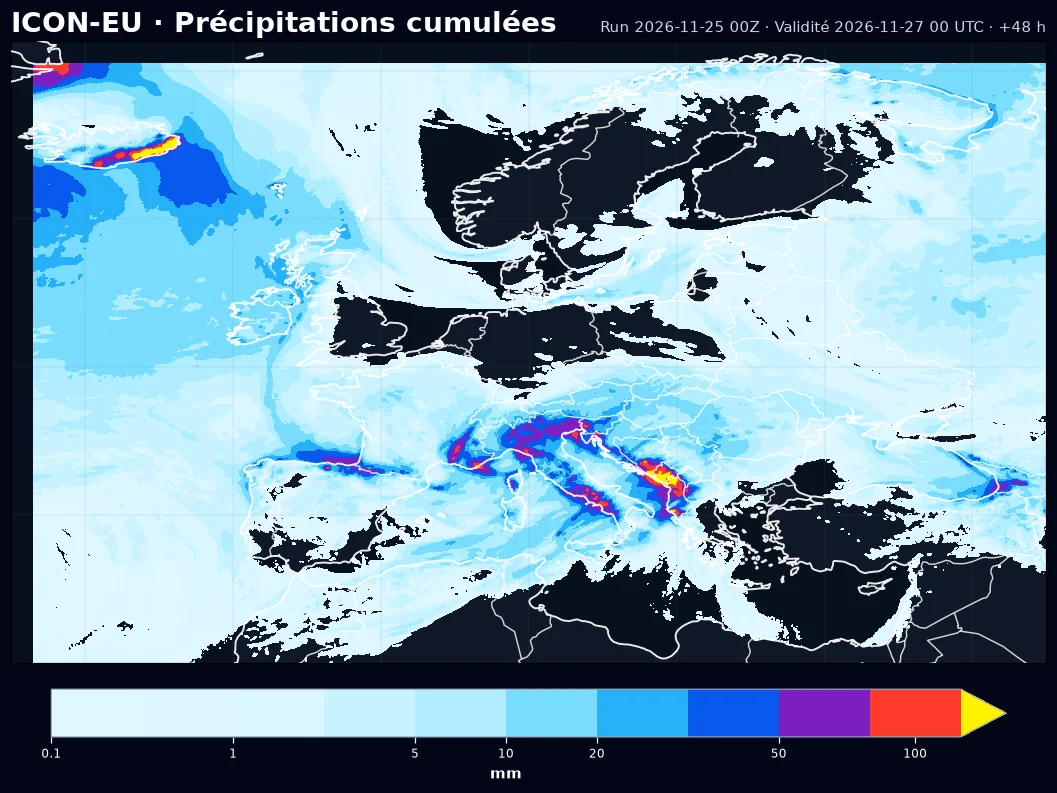 ICON-EU · Précipitations cumulées
Run 2026-11-25 00Z · Validité 2026-11-27 00 UTC · +48 h
0.1 1 5 10 20 50 100
mm